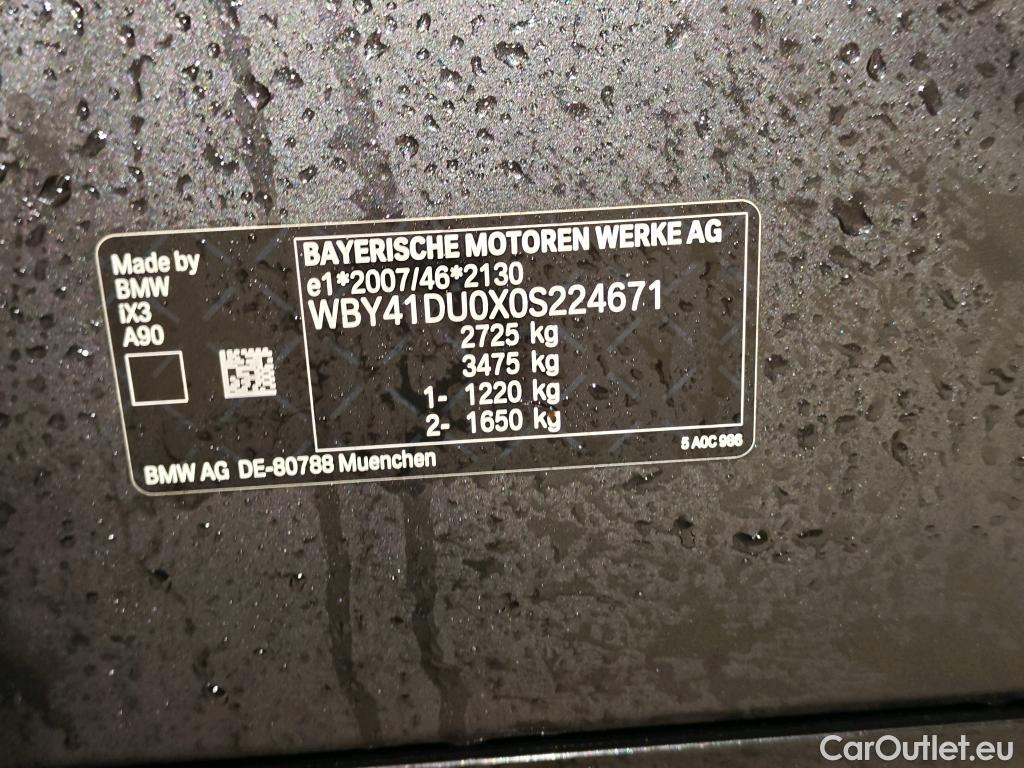 Made by
BMW
iX3
A90
BAYERISCHE MOTOREN WERKE AG
e1*2007/46*2130
WBY41DU0X0S224671
2725 kg
3475 kg
1- 1220 kg
2- 1650 kg
5 A0C 986
BMW AG DE-80788 Muenchen
CarOutlet.eu